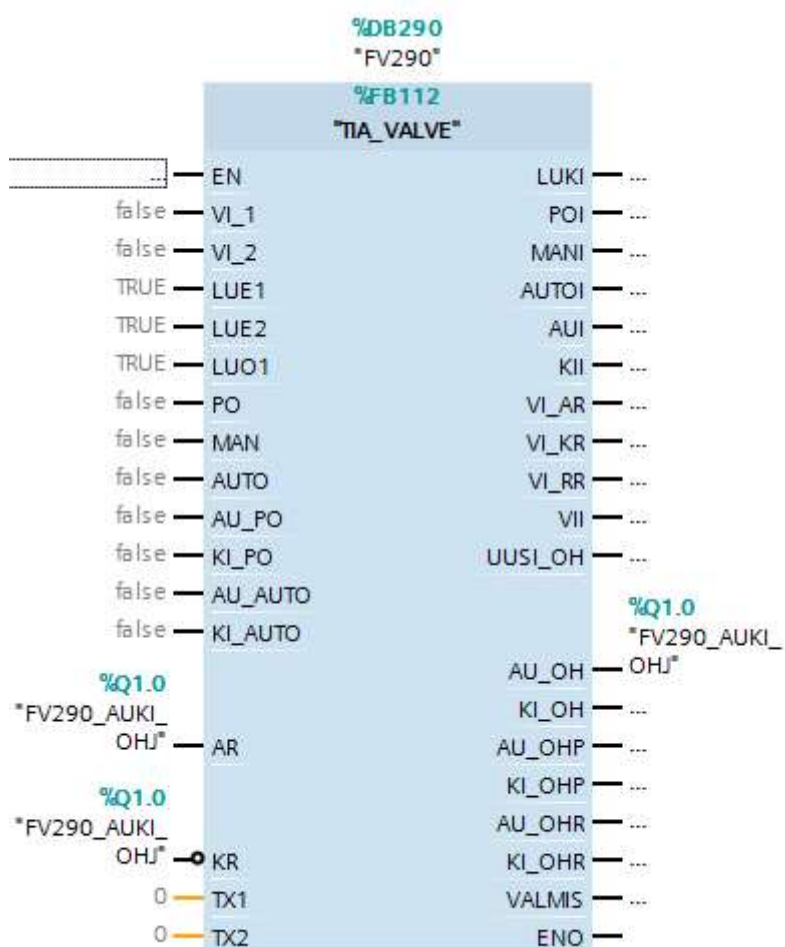 %DB290
"FV290"
%FB112
"TIA_VALVE"
... EN LUKI ...
false VI_1 POI ...
false VI_2 MANI ...
TRUE LUE1 AUTOI ...
TRUE LUE2 AUI ...
TRUE LUO1 KII ...
false PO VI_AR ...
false MAN VI_KR ...
false AUTO VI_RR ...
false AU_PO VII ...
false KI_PO UUSI_OH ...
false AU_AUTO
false KI_AUTO
%Q1.0
"FV290_AUKI_
AU_OH OHJ"
%Q1.0
"FV290_AUKI_
OHJ" AR
KI_OH ...
AU_OHP ...
%Q1.0
"FV290_AUKI_
OHJ" KR
KI_OHP ...
AU_OHR ...
KI_OHR ...
0 TX1 VALMIS ...
0 TX2 ENO